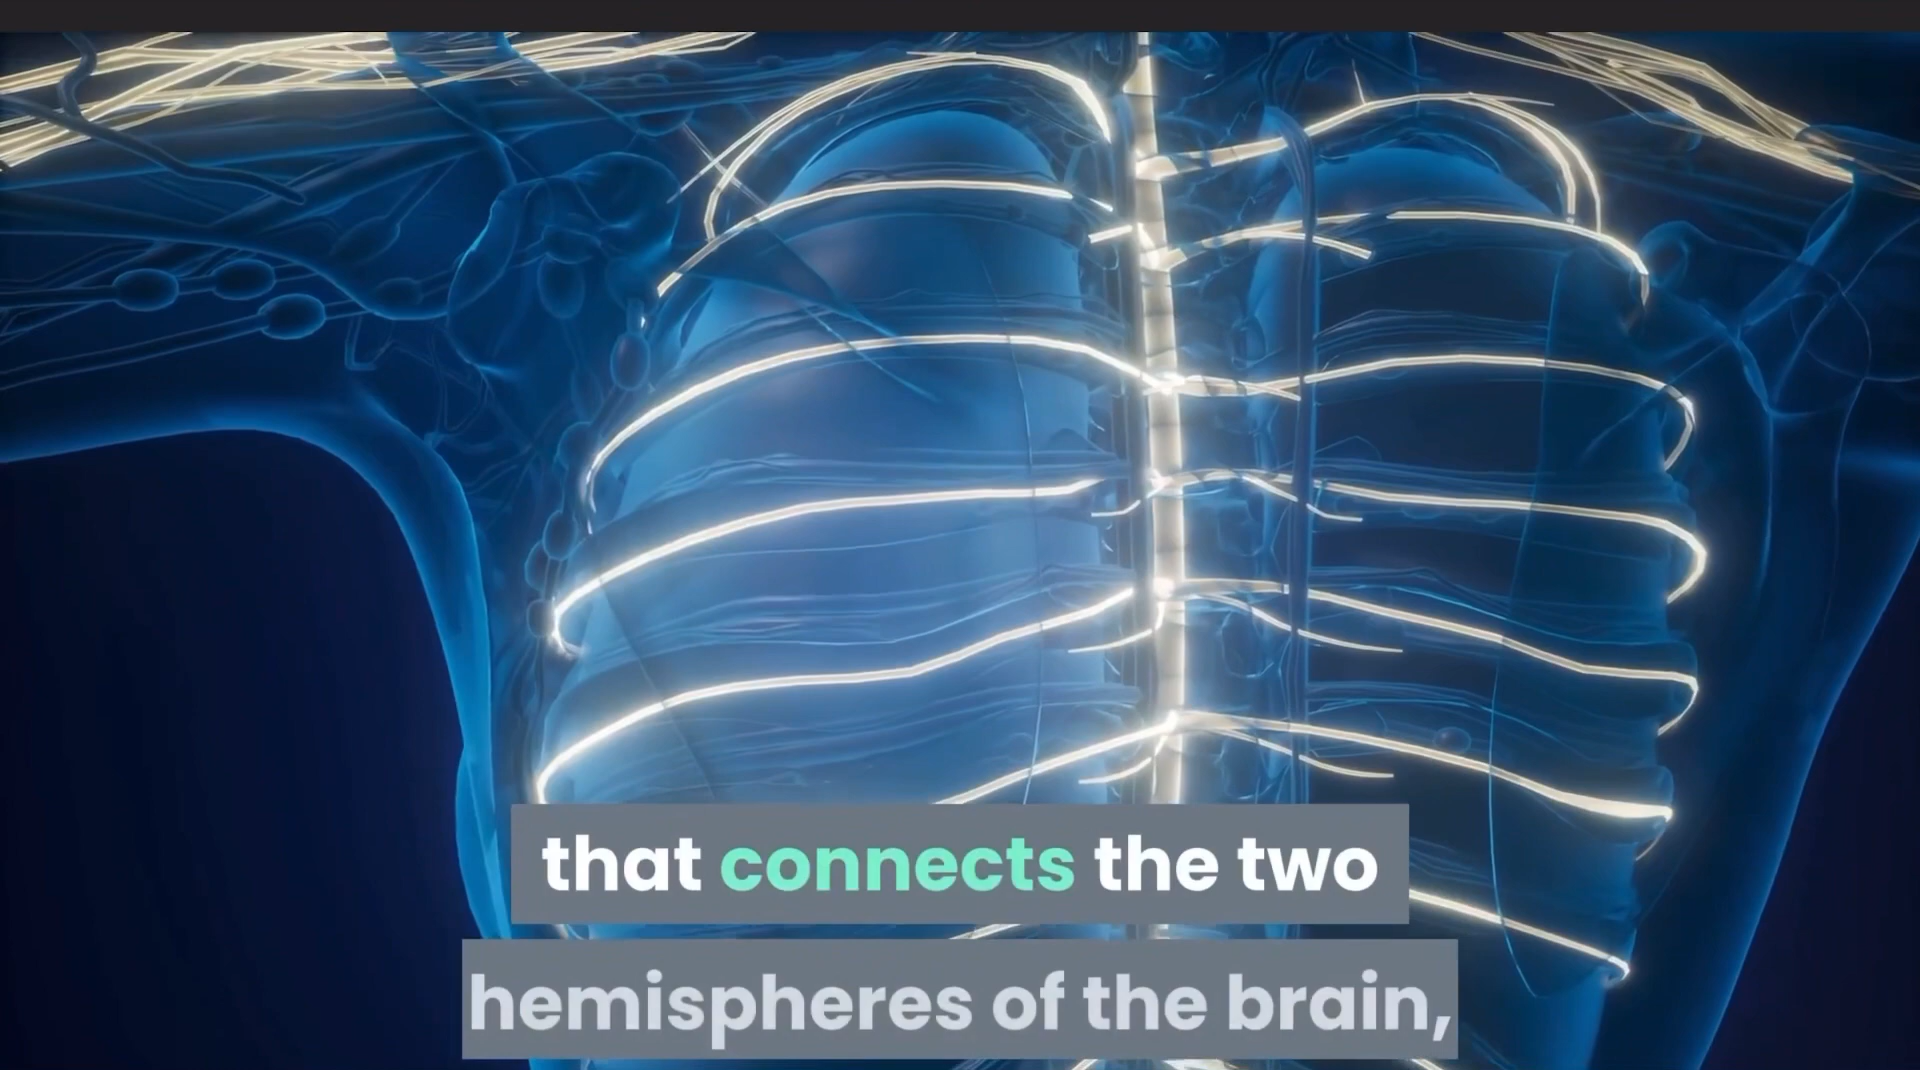 that connects the two
hemispheres of the brain,